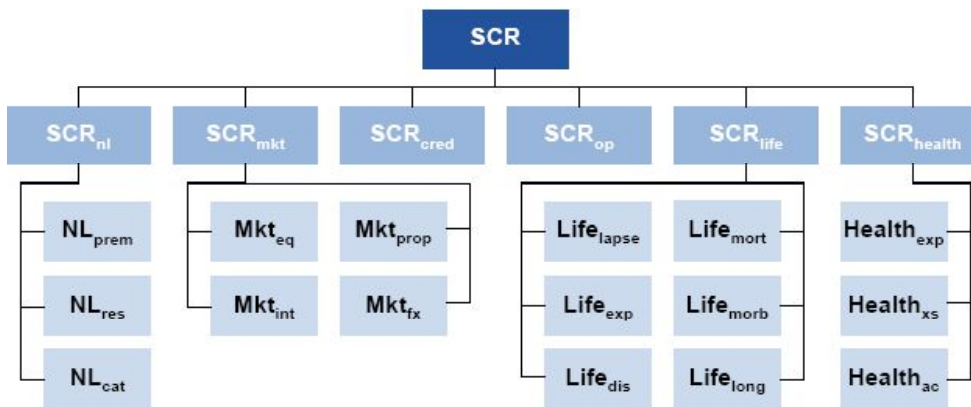 SCR
SCRnl SCRmkt SCRcred SCRop SCRlife SCRhealth
NLprem Mkteq Mktprop Lifelapse Lifemort Healthexp
NLres Mktint Mktfx Lifeexp Lifemorb Healthxs
NLcat Lifedis Lifelong Healthac